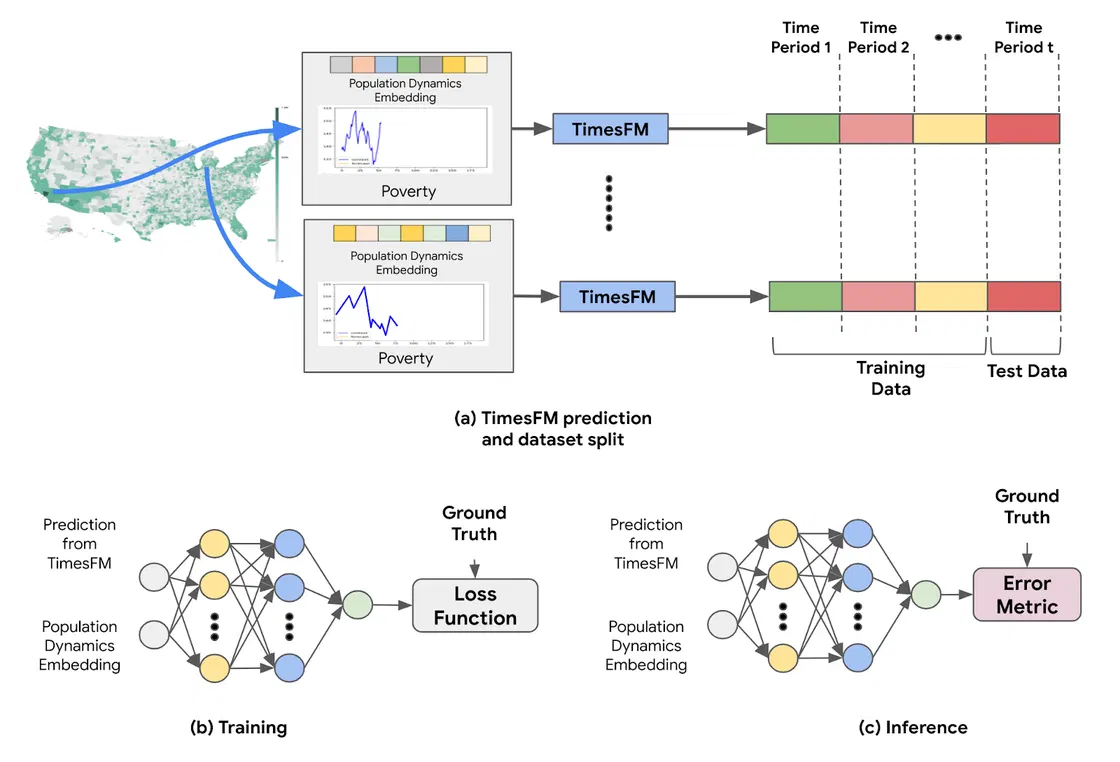 Time
Period 1
Time
Period 2
Time
Period t
Population Dynamics
Embedding
Poverty
TimesFM
Population Dynamics
Embedding
Poverty
TimesFM
Training
Data
Test Data
(a) TimesFM prediction
and dataset split
Prediction
from
TimesFM
Population
Dynamics
Embedding
Ground
Truth
Loss
Function
(b) Training
Prediction
from
TimesFM
Population
Dynamics
Embedding
Ground
Truth
Error
Metric
(c) Inference